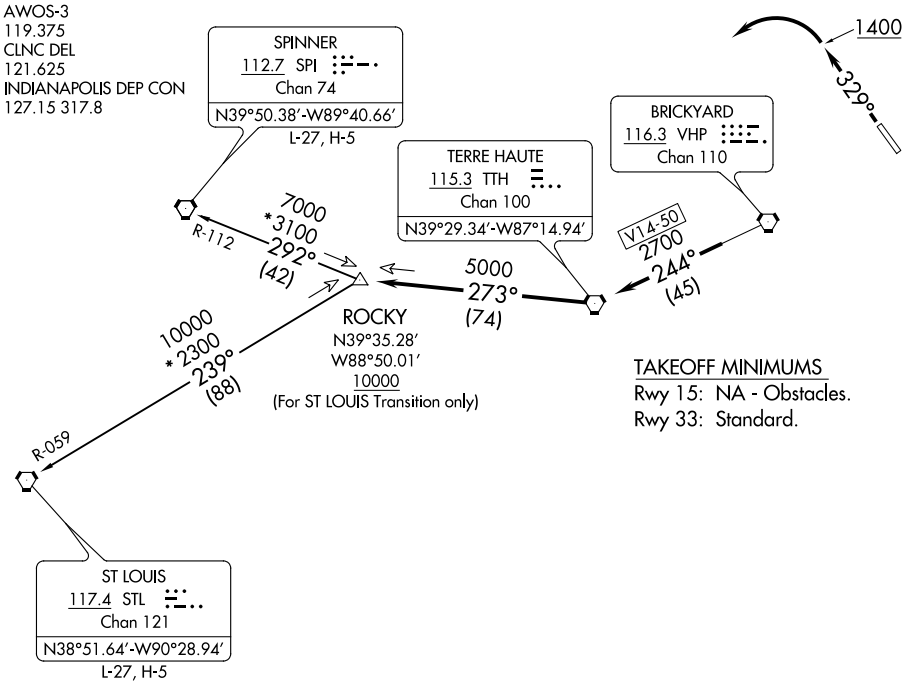 AWOS-3
119.375
CLNC DEL
121.625
INDIANAPOLIS DEP CON
127.15 317.8
SPINNER
112.7 SPI
Chan 74
N39°50.38'-W89°40.66'
L-27, H-5
1400
329°
BRICKYARD
116.3 VHP
Chan 110
TERRE HAUTE
115.3 TTH
Chan 100
N39°29.34'-W87°14.94'
V14-50
2700
244°
(45)
7000
*3100
292°
(42)
R-112
5000
273°
(74)
ROCKY
N39°35.28'
W88°50.01'
10000
(For ST LOUIS Transition only)
10000
*2300
239°
(88)
R-059
TAKEOFF MINIMUMS
Rwy 15: NA - Obstacles.
Rwy 33: Standard.
ST LOUIS
117.4 STL
Chan 121
N38°51.64'-W90°28.94'
L-27, H-5